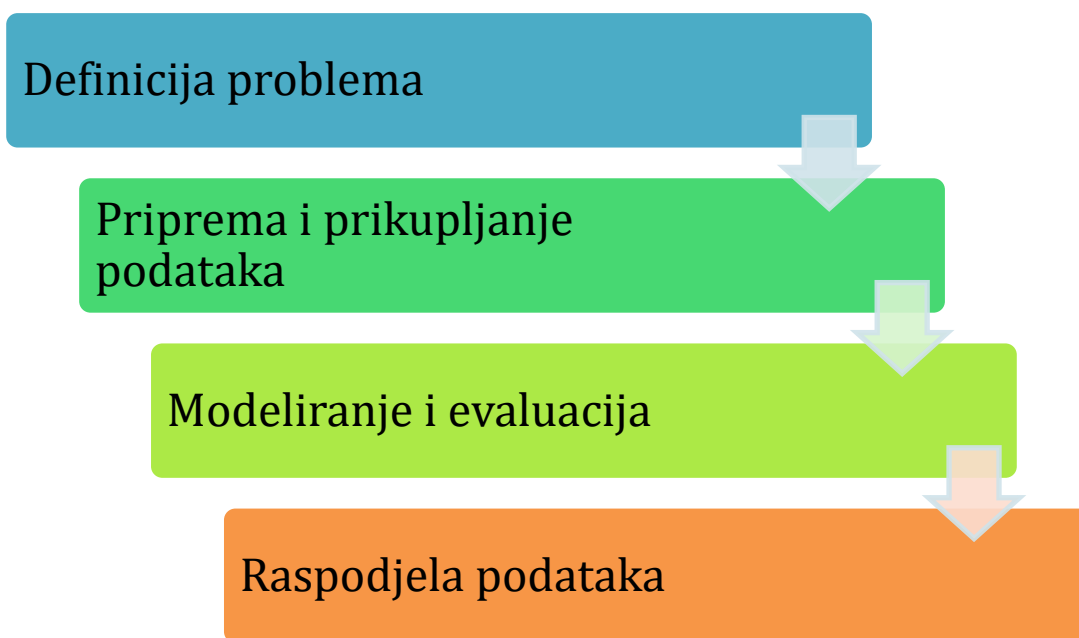 Definicija problema
Priprema i prikupljanje
podataka
Modeliranje i evaluacija
Raspodjela podataka